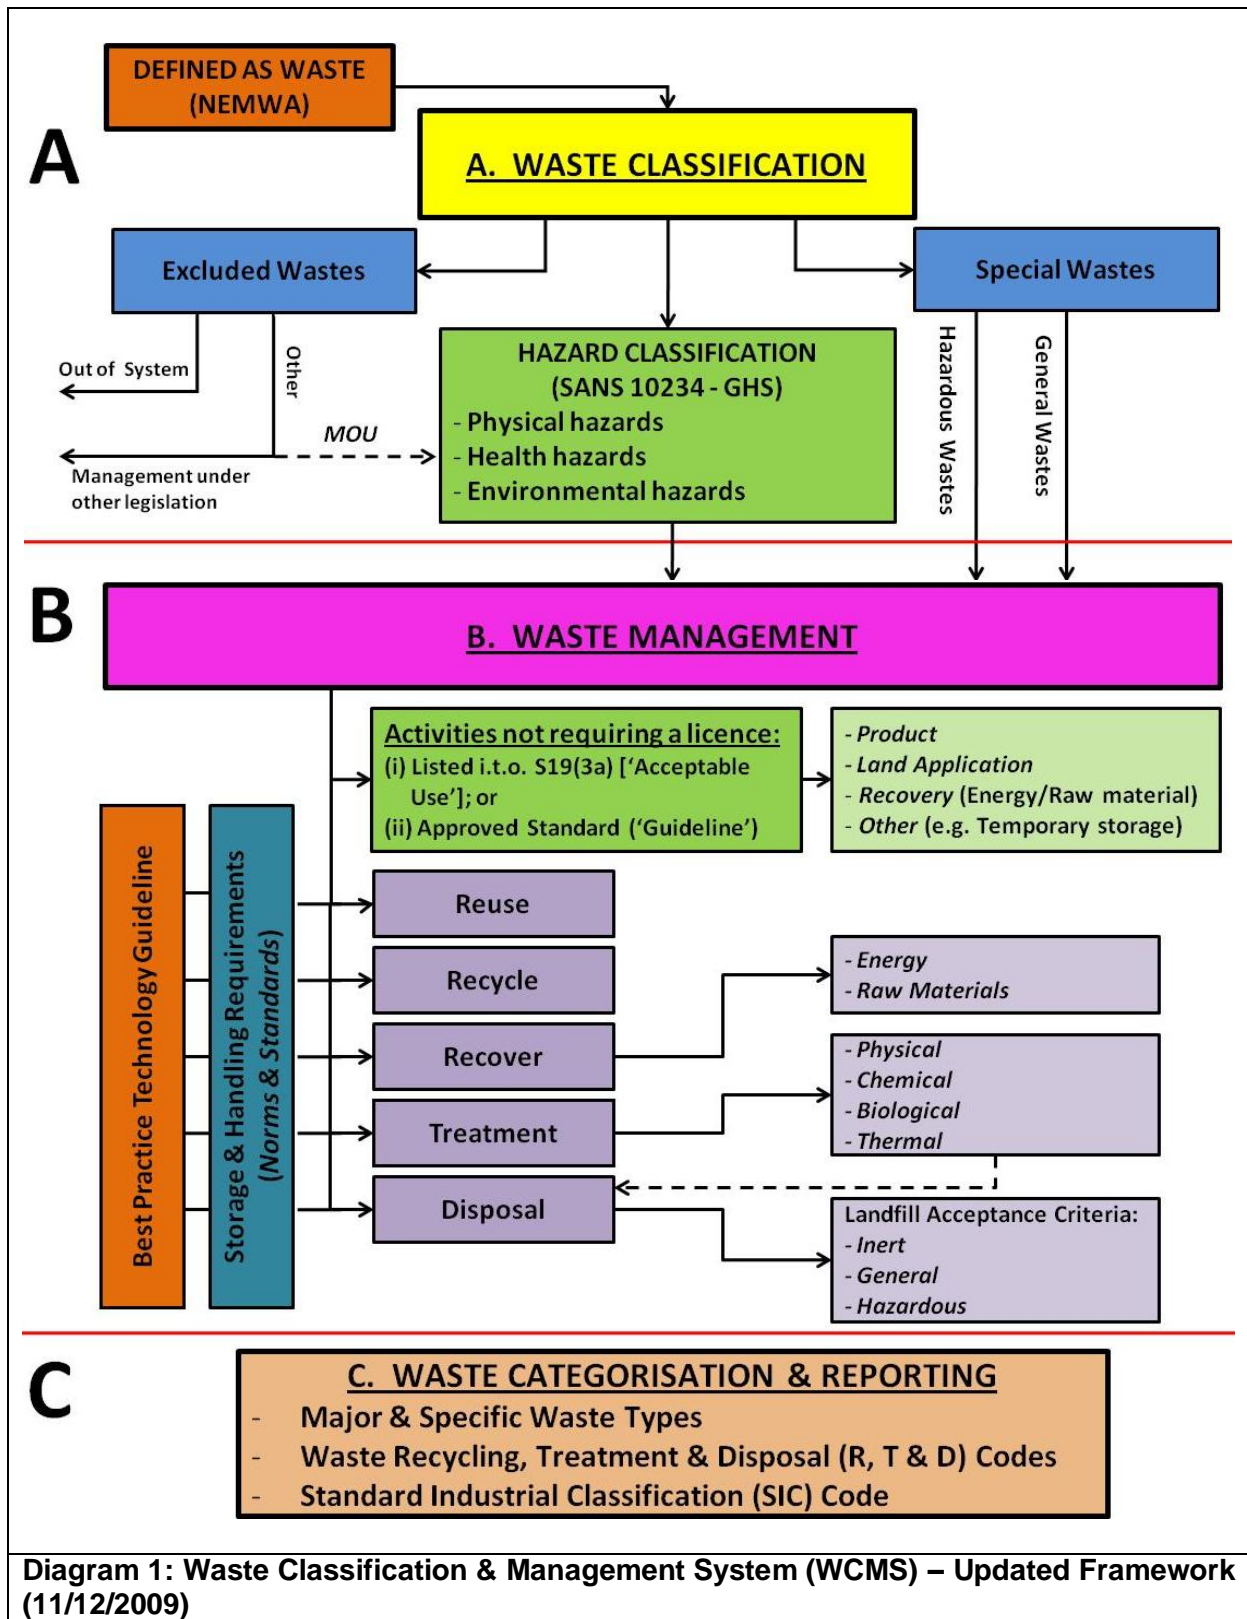 DEFINED AS WASTE
(NEMWA)
A
A. WASTE CLASSIFICATION
Excluded Wastes
Special Wastes
Out of System
Other
MOU
Management under
other legislation
HAZARD CLASSIFICATION
(SANS 10234 - GHS)
- Physical hazards
- Health hazards
- Environmental hazards
Hazardous Wastes
General Wastes
B
B. WASTE MANAGEMENT
Activities not requiring a licence:
(i) Listed i.t.o. S19(3a) [‘Acceptable
Use’]; or
(ii) Approved Standard (‘Guideline’)
- Product
- Land Application
- Recovery (Energy/Raw material)
- Other (e.g. Temporary storage)
Best Practice Technology Guideline
Storage & Handling Requirements
(Norms & Standards)
Reuse
Recycle
Recover
Treatment
Disposal
- Energy
- Raw Materials
- Physical
- Chemical
- Biological
- Thermal
Landfill Acceptance Criteria:
- Inert
- General
- Hazardous
C
C. WASTE CATEGORISATION & REPORTING
- Major & Specific Waste Types
- Waste Recycling, Treatment & Disposal (R, T & D) Codes
- Standard Industrial Classification (SIC) Code
Diagram 1: Waste Classification & Management System (WCMS) – Updated Framework
(11/12/2009)